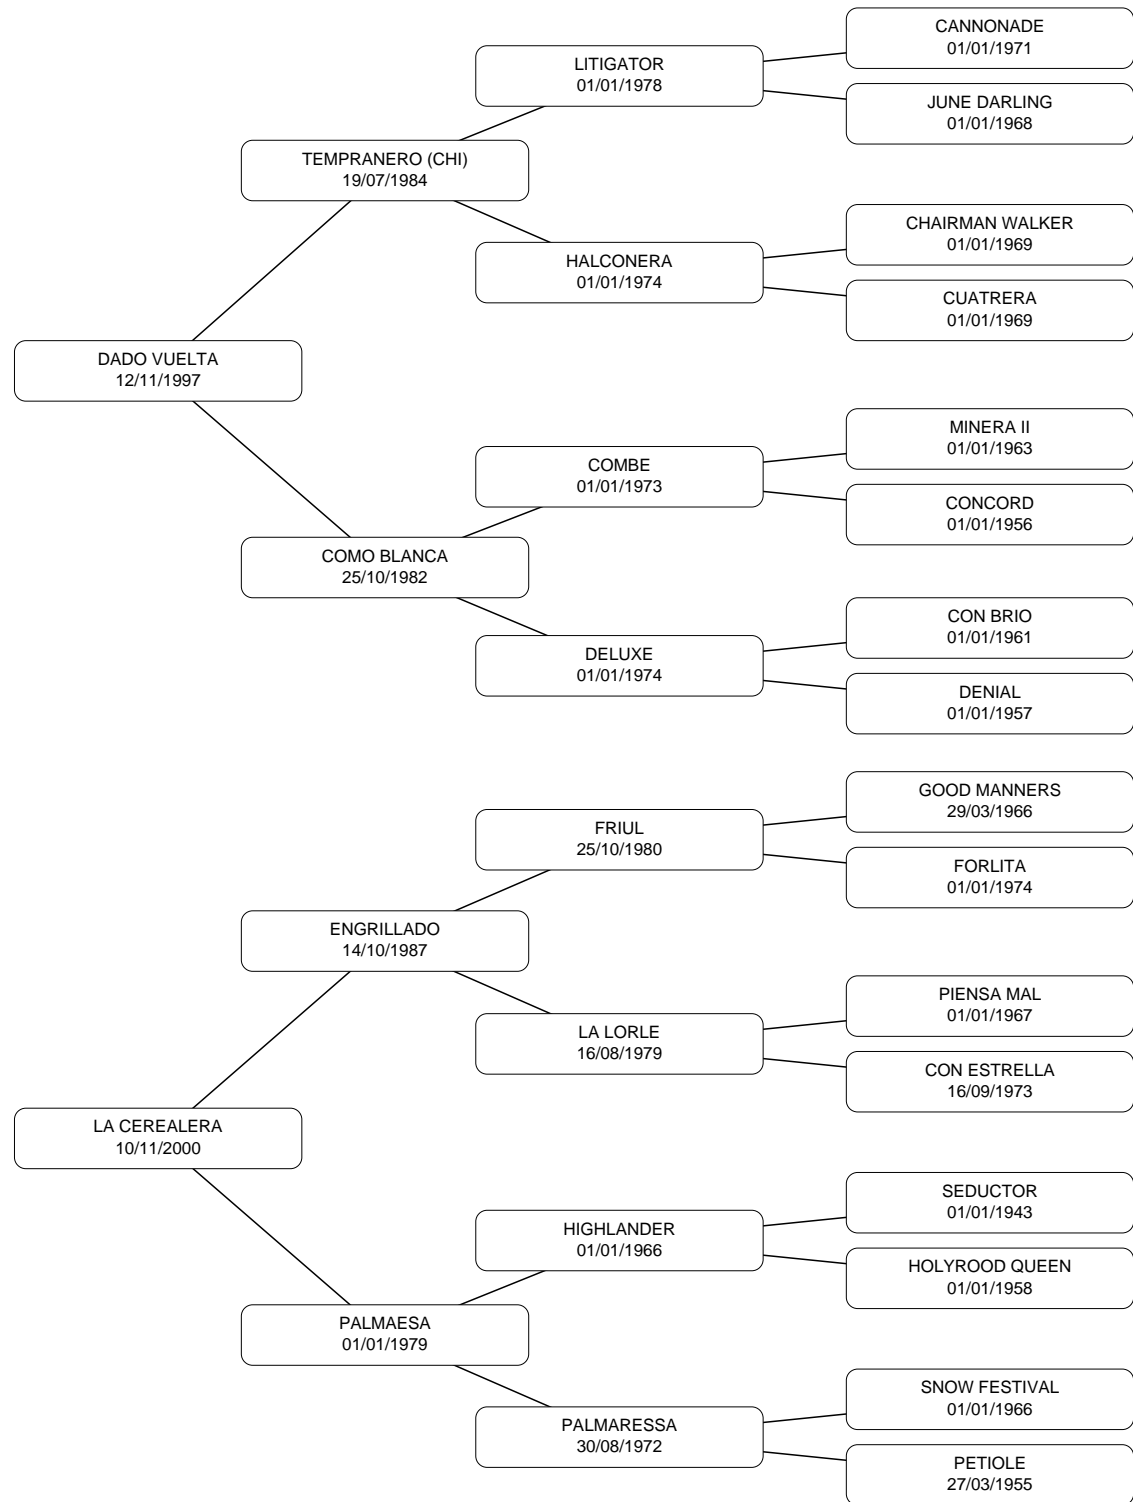 CANNONADE
01/01/1971
LITIGATOR
01/01/1978
JUNE DARLING
01/01/1968
TEMPRANERO (CHI)
19/07/1984
CHAIRMAN WALKER
01/01/1969
HALCONERA
01/01/1974
CUATRERA
01/01/1969
DADO VUELTA
12/11/1997
MINERA II
01/01/1963
COMBE
01/01/1973
CONCORD
01/01/1956
COMO BLANCA
25/10/1982
CON BRIO
01/01/1961
DELUXE
01/01/1974
DENIAL
01/01/1957
GOOD MANNERS
29/03/1966
FRIUL
25/10/1980
FORLITA
01/01/1974
ENGRILLADO
14/10/1987
PIENSA MAL
01/01/1967
LA LORLE
16/08/1979
CON ESTRELLA
16/09/1973
LA CEREALERA
10/11/2000
SEDUCTOR
01/01/1943
HIGHLANDER
01/01/1966
HOLYROOD QUEEN
01/01/1958
PALMAESA
01/01/1979
SNOW FESTIVAL
01/01/1966
PALMARESSA
30/08/1972
PETIOLE
27/03/1955